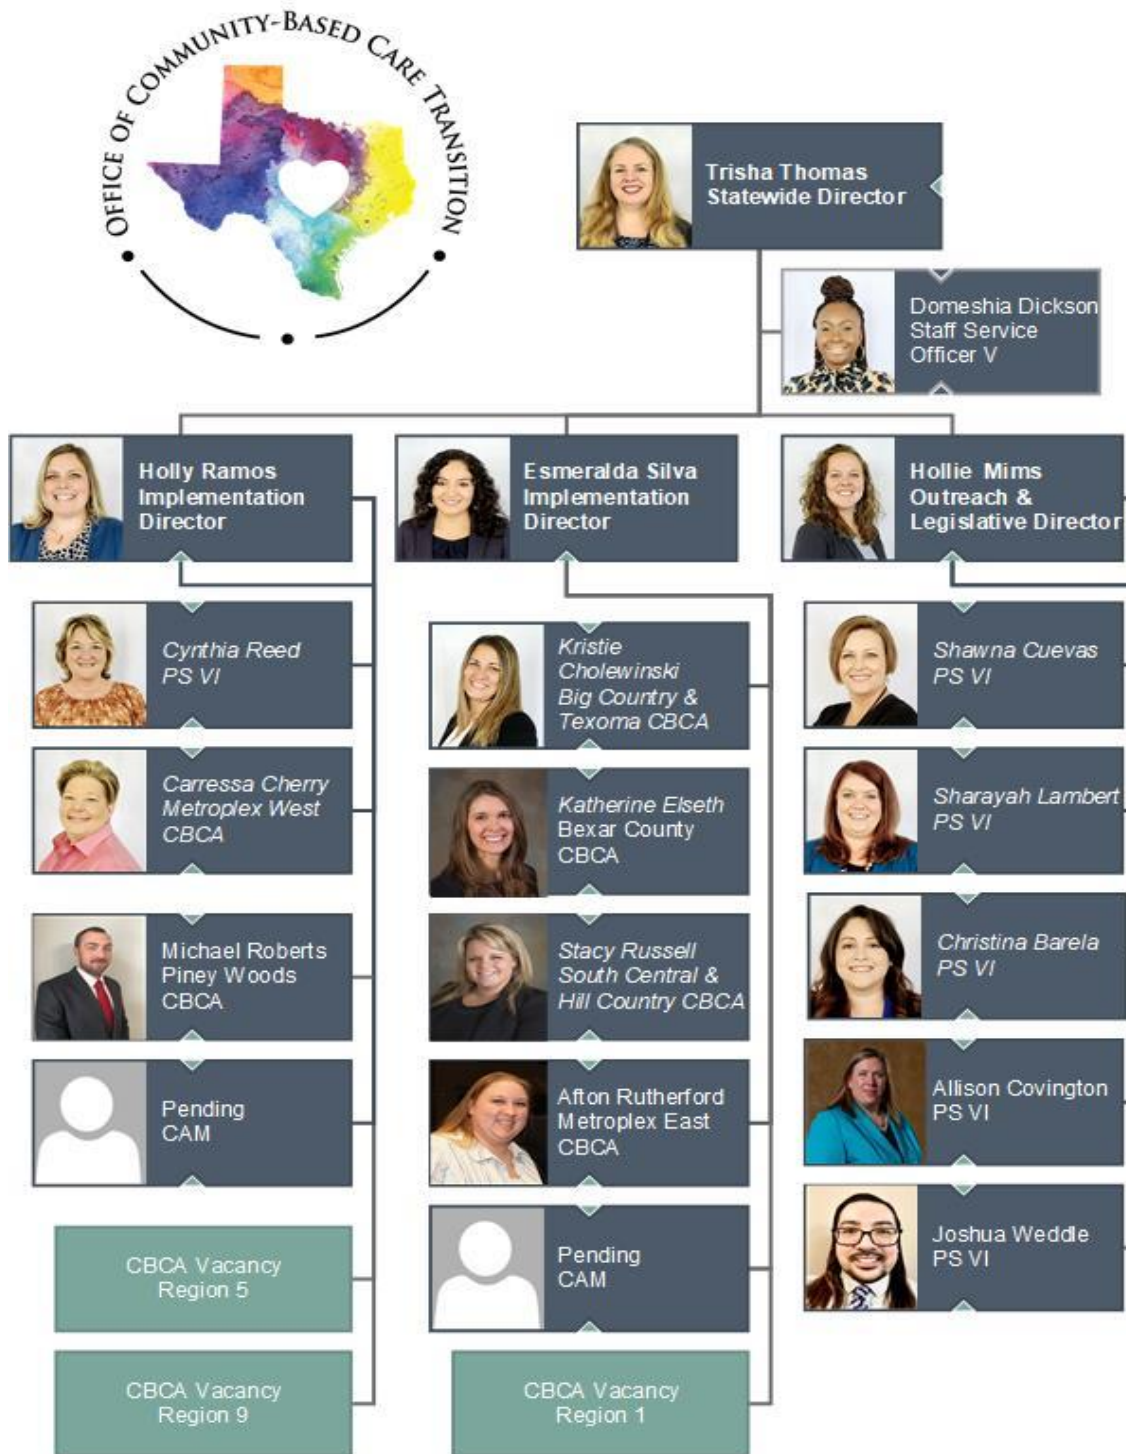 OFFICE OF COMMUNITY-BASED CARE TRANSITION
Trisha Thomas
Statewide Director
Domeshia Dickson
Staff Service
Officer V
Holly Ramos
Implementation
Director
Esmeralda Silva
Implementation
Director
Hollie Mims
Outreach &
Legislative Director
Cynthia Reed
PS VI
Carressa Cherry
Metroplex West
CBCA
Michael Roberts
Piney Woods
CBCA
Pending
CAM
CBCA Vacancy
Region 5
CBCA Vacancy
Region 9
Kristie
Cholewinski
Big Country &
Texoma CBCA
Katherine Elseth
Bexar County
CBCA
Stacy Russell
South Central &
Hill Country CBCA
Afton Rutherford
Metroplex East
CBCA
Pending
CAM
CBCA Vacancy
Region 1
Shawna Cuevas
PS VI
Sharayah Lambert
PS VI
Christina Barela
PS VI
Allison Covington
PS VI
Joshua Weddle
PS VI